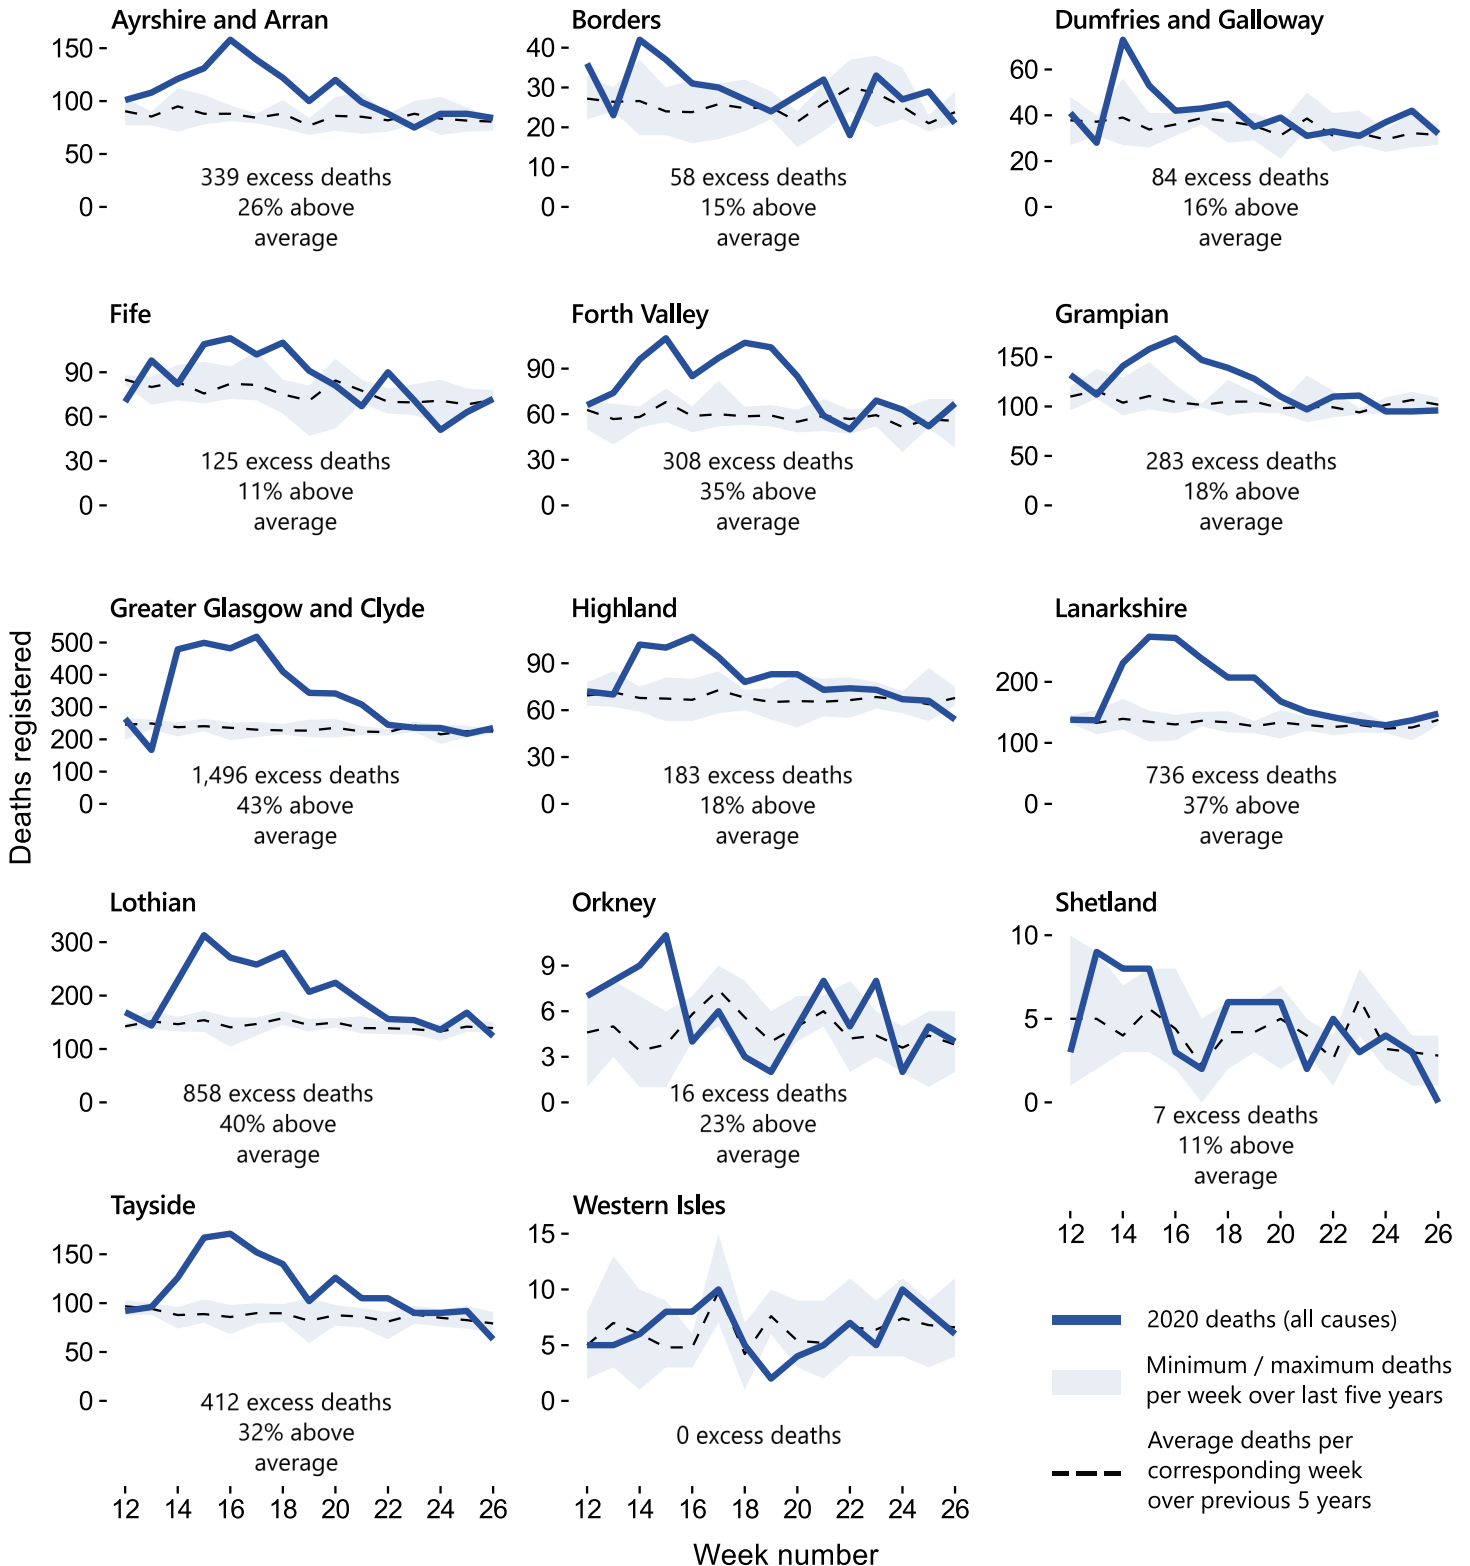 Ayrshire and Arran
150
100
50
0
339 excess deaths
26% above
average
Borders
40
30
20
10
0
58 excess deaths
15% above
average
Dumfries and Galloway
60
40
20
0
84 excess deaths
16% above
average
Fife
90
60
30
0
125 excess deaths
11% above
average
Forth Valley
90
60
30
0
308 excess deaths
35% above
average
Grampian
150
100
50
0
283 excess deaths
18% above
average
Deaths registered
Greater Glasgow and Clyde
500
400
300
200
100
0
1,496 excess deaths
43% above
average
Highland
90
60
30
0
183 excess deaths
18% above
average
Lanarkshire
200
100
0
736 excess deaths
37% above
average
Lothian
300
200
100
0
858 excess deaths
40% above
average
Orkney
9
6
3
0
16 excess deaths
23% above
average
Shetland
10
5
0
7 excess deaths
11% above
average
12 14 16 18 20 22 24 26
Tayside
150
100
50
0
412 excess deaths
32% above
average
12 14 16 18 20 22 24 26
Western Isles
15
10
5
0
0 excess deaths
12 14 16 18 20 22 24 26
Week number
2020 deaths (all causes)
Minimum / maximum deaths
per week over last five years
Average deaths per
corresponding week
over previous 5 years